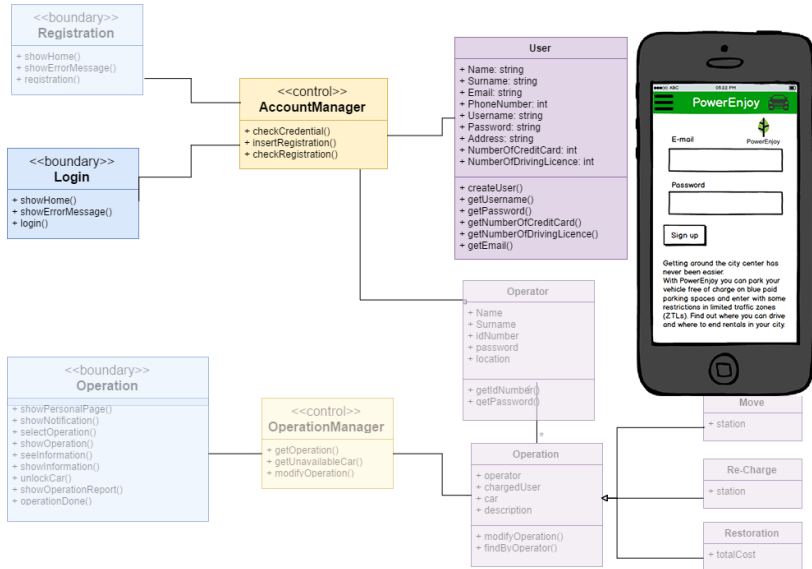 <<boundary>>
Registration
+ showHome()
+ showErrorMessage()
+ registration()
<<control>>
AccountManager
+ checkCredential()
+ insertRegistration()
+ checkRegistration()
<<boundary>>
Login
+ showHome()
+ showErrorMessage()
+ login()
User
+ Name: string
+ Surname: string
+ Email: string
+ PhoneNumber: int
+ Username: string
+ Password: string
+ Address: string
+ NumberOfCreditCard: int
+ NumberOfDrivingLicence: int
+ createUser()
+ getUsername()
+ getPassword()
+ getNumberOfCreditCard()
+ getNumberOfDrivingLicence()
+ getEmail()
ABC 05:22 PM
PowerEnjoy
PowerEnjoy
E-mail
Password
Sign up
Getting around the city center has
never been easier.
With PowerEnjoy you can park your
vehicle free of charge on blue paid
parking spaces and enter with some
restrictions in limited traffic zones
(ZTLs). Find out where you can drive
and where to end rentals in your city.
Operator
+ Name
+ Surname
+ idNumber
+ password
+ location
+ getIdNumber()
+ getPassword()
<<boundary>>
Operation
+ showPersonalPage()
+ showNotification()
+ selectOperation()
+ showOperation()
+ seeInformation()
+ showInformation()
+ unlockCar()
+ showOperationReport()
+ operationDone()
<<control>>
OperationManager
+ getOperation()
+ getUnavailableCar()
+ modifyOperation()
*
Operation
+ operator
+ chargedUser
+ car
+ description
+ modifyOperation()
+ findByOperator()
Move
+ station
Re-Charge
+ station
Restoration
+ totalCost